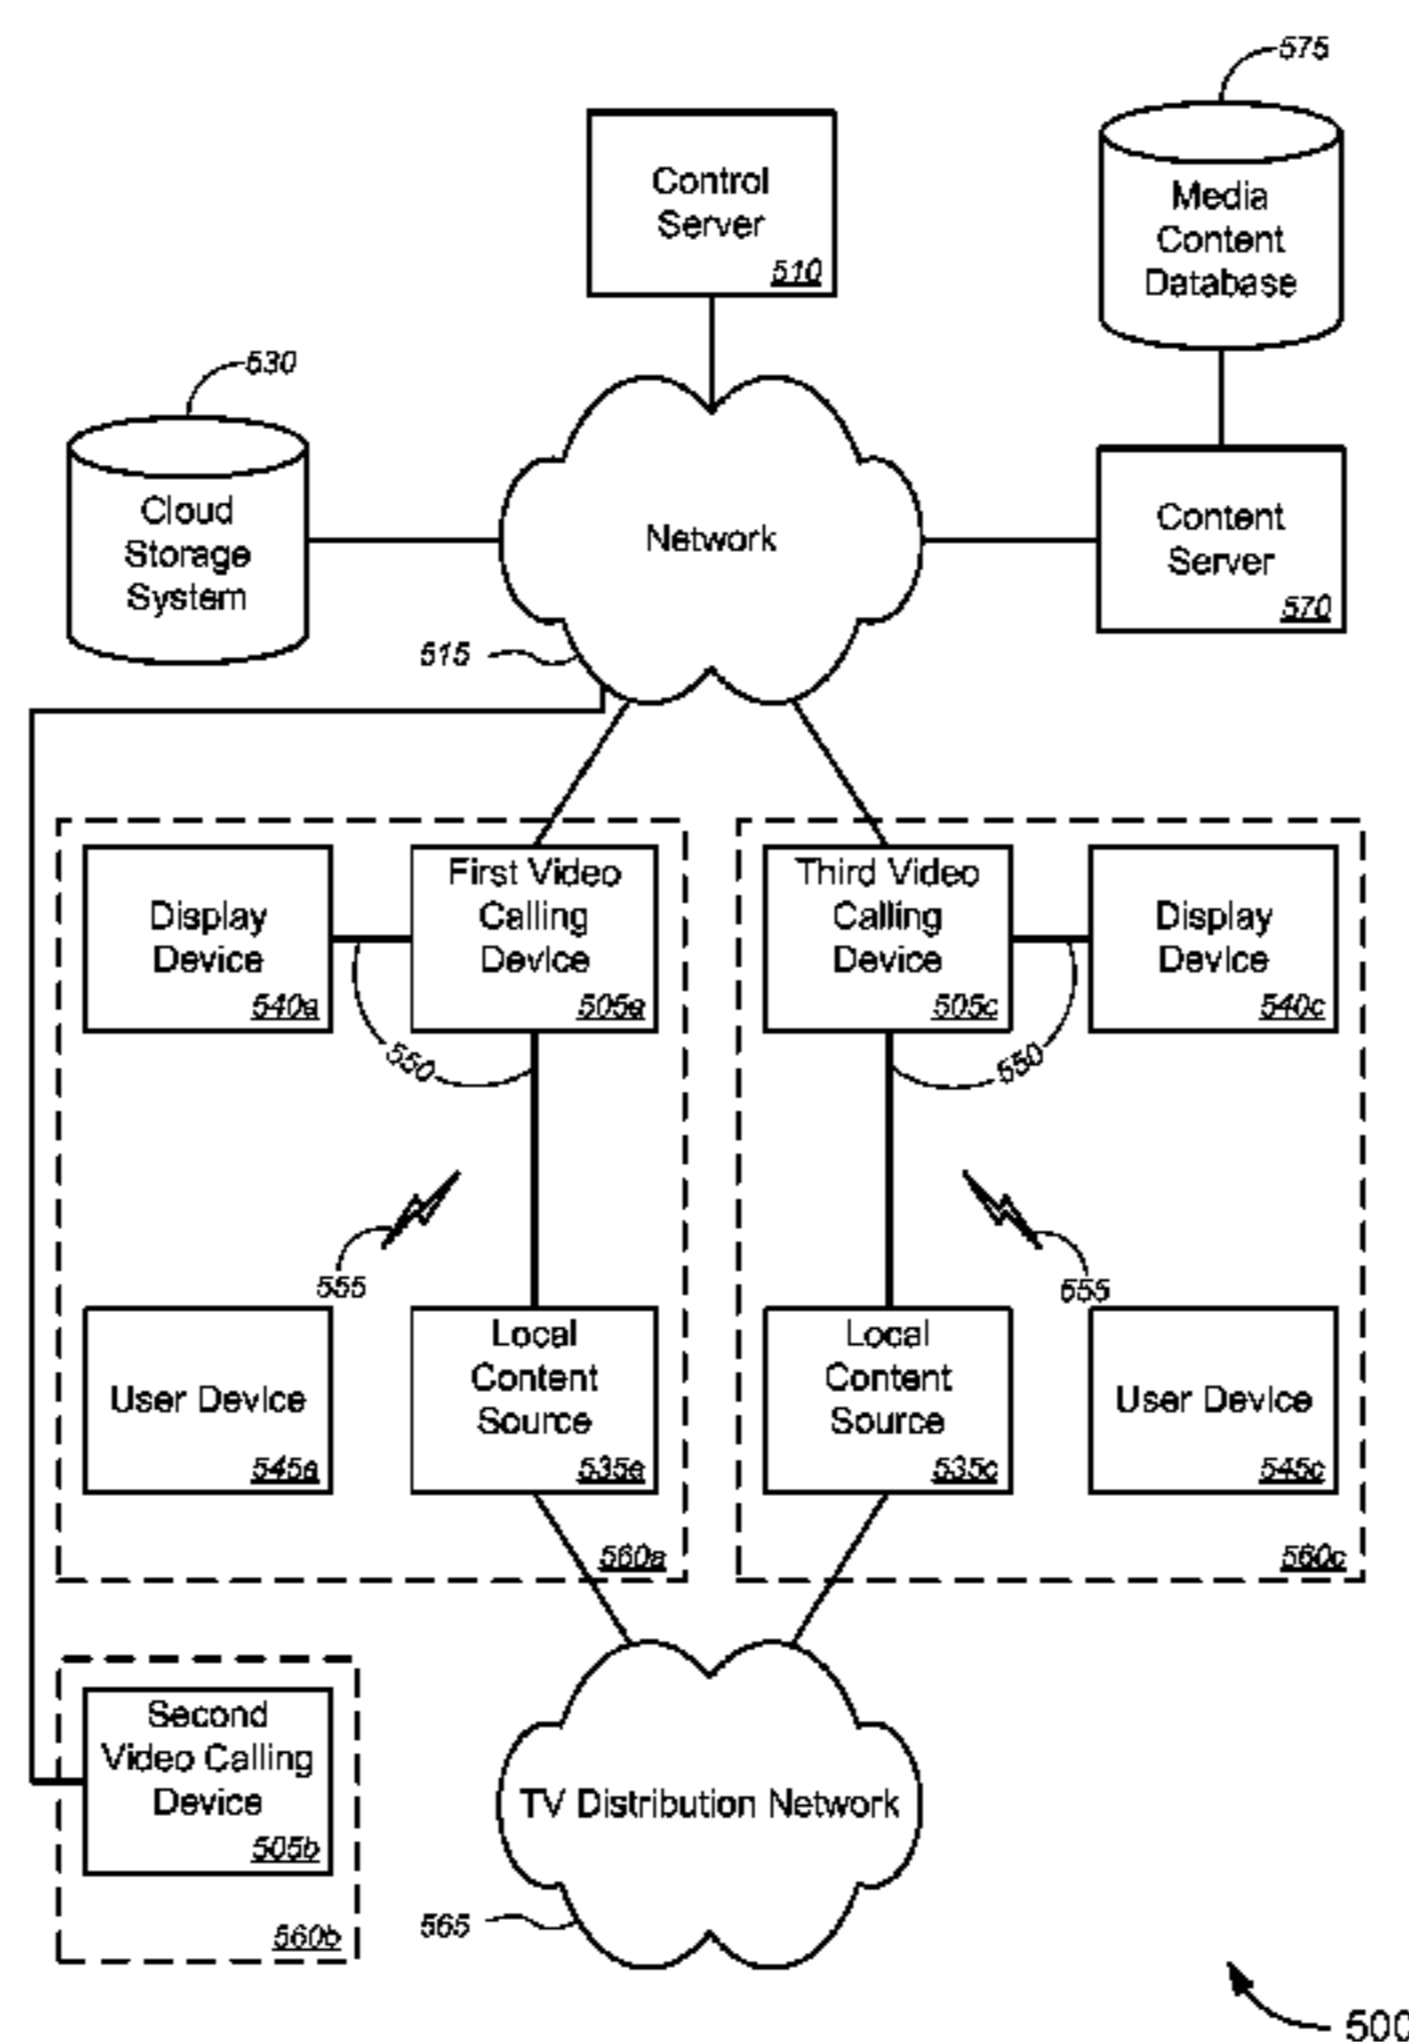 575
Control
Server
510
Media
Content
Database
530
Cloud
Storage
System
Network
Content
Server
570
515
Display
Device
540a
First Video
Calling
Device
505a
Third Video
Calling
Device
505c
Display
Device
540c
550
550
555
555
User Device
545a
Local
Content
Source
535a
Local
Content
Source
535c
User Device
545c
560a
560c
Second
Video Calling
Device
505b
560b
TV Distribution Network
565
500